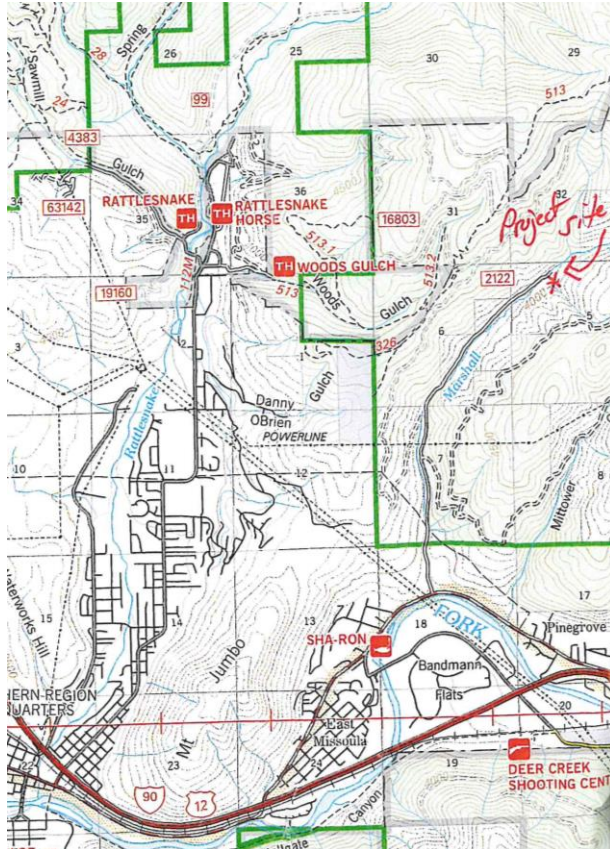 Spring
26
25
30
29
28
Sawmill
24
99
513
4383
Gulch
RATTLESNAKE
TH
TH
RATTLESNAKE
HORSE
34
63142
35
36
4600
31
32
16803
Project site
513.1
TH
WOODS GULCH
513.2
112M
513
Woods
Gulch
19160
2122
4000
326
6
5
3
2
1
Marshall
Gulch
Danny
OBrien
POWERLINE
Rattlesnake
10
11
12
7
8
Mittower
15
14
13
18
17
Waterworks Hill
FORK
SHA-RON
Pinegrove
Jumbo
Bandmann
Flats
HERN REGION
QUARTERS
East
Missoula
20
Mt
22
23
24
19
90
12
DEER CREEK
SHOOTING CENT
Canyon